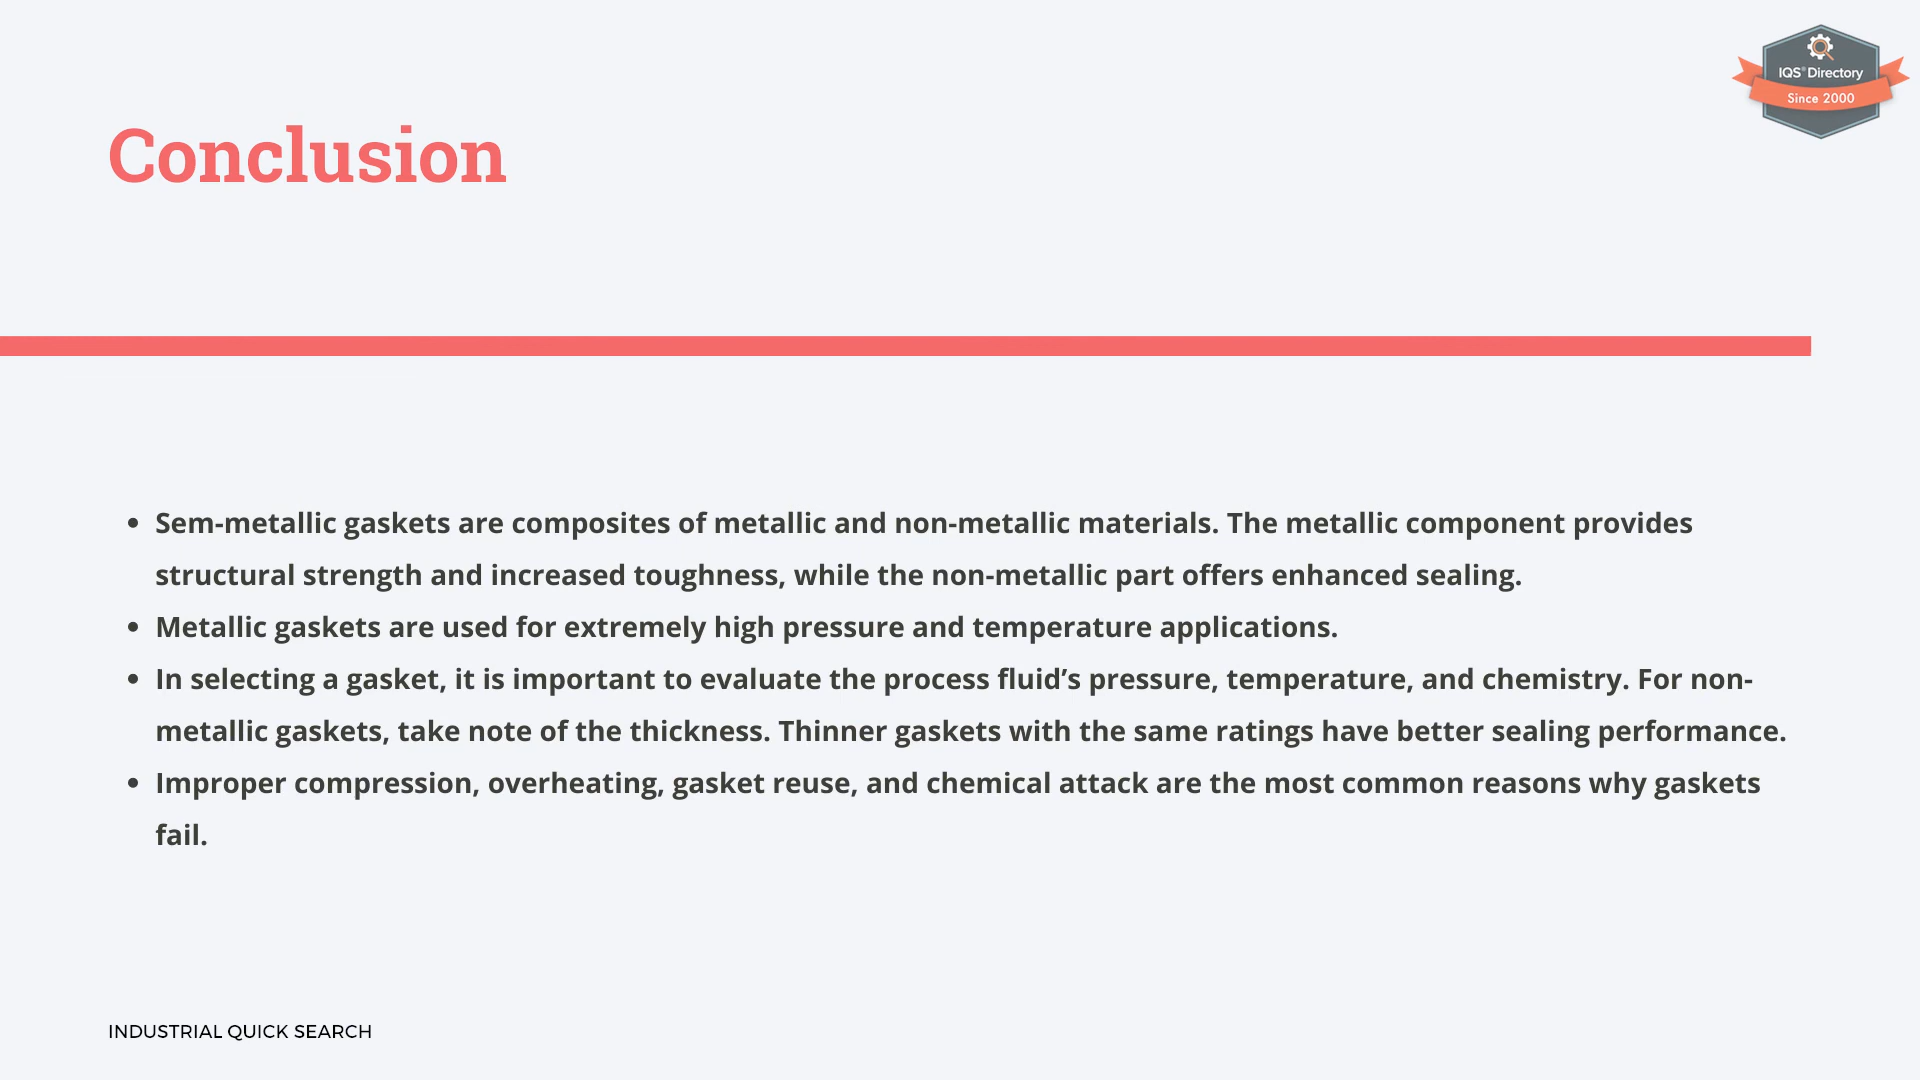 IQS® Directory
Since 2000
Conclusion
• Sem-metallic gaskets are composites of metallic and non-metallic materials. The metallic component provides
structural strength and increased toughness, while the non-metallic part offers enhanced sealing.
• Metallic gaskets are used for extremely high pressure and temperature applications.
• In selecting a gasket, it is important to evaluate the process fluid’s pressure, temperature, and chemistry. For non-
metallic gaskets, take note of the thickness. Thinner gaskets with the same ratings have better sealing performance.
• Improper compression, overheating, gasket reuse, and chemical attack are the most common reasons why gaskets
fail.
INDUSTRIAL QUICK SEARCH